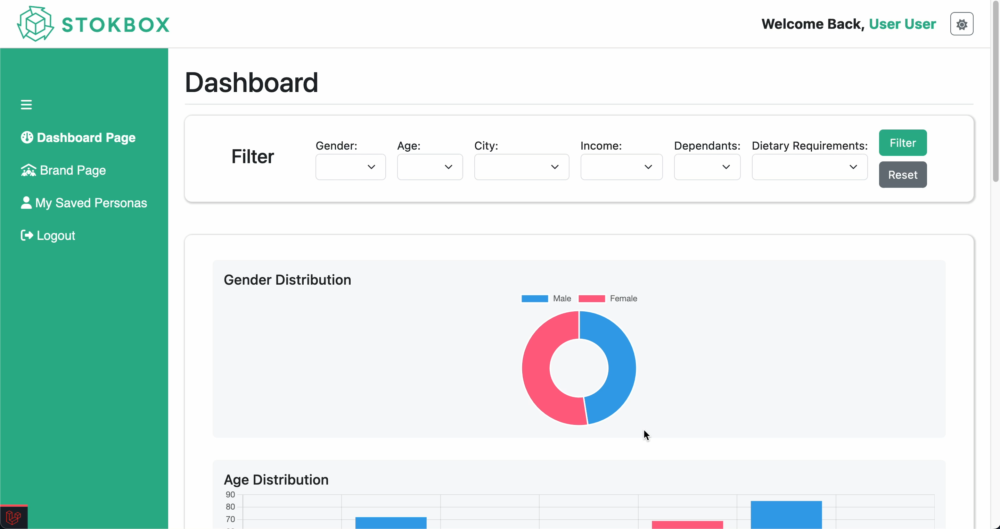 STOKBOX
Welcome Back, User User
Dashboard Page
Brand Page
My Saved Personas
Logout
Dashboard
Filter
Gender:
Age:
City:
Income:
Dependants:
Dietary Requirements:
Filter
Reset
Gender Distribution
Male
Female
Age Distribution
90
80
70